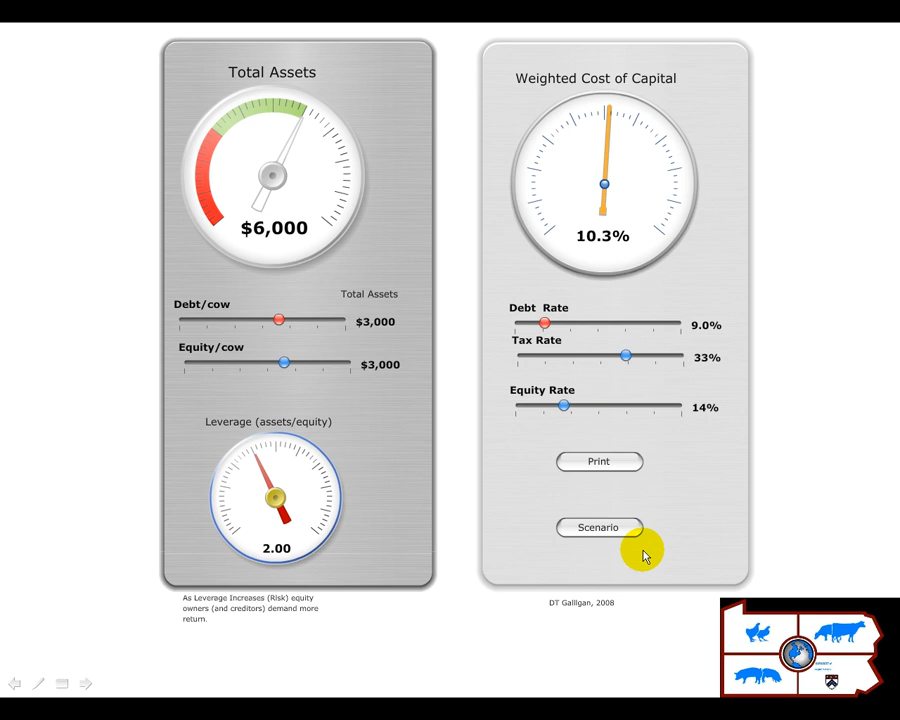 Total Assets
$6,000
Total Assets
Debt/cow
$3,000
Equity/cow
$3,000
Leverage (assets/equity)
2.00
As Leverage Increases (Risk) equity
owners (and creditors) demand more
return.
Weighted Cost of Capital
10.3%
Debt Rate
9.0%
Tax Rate
33%
Equity Rate
14%
Print
Scenario
DT Galligan, 2008